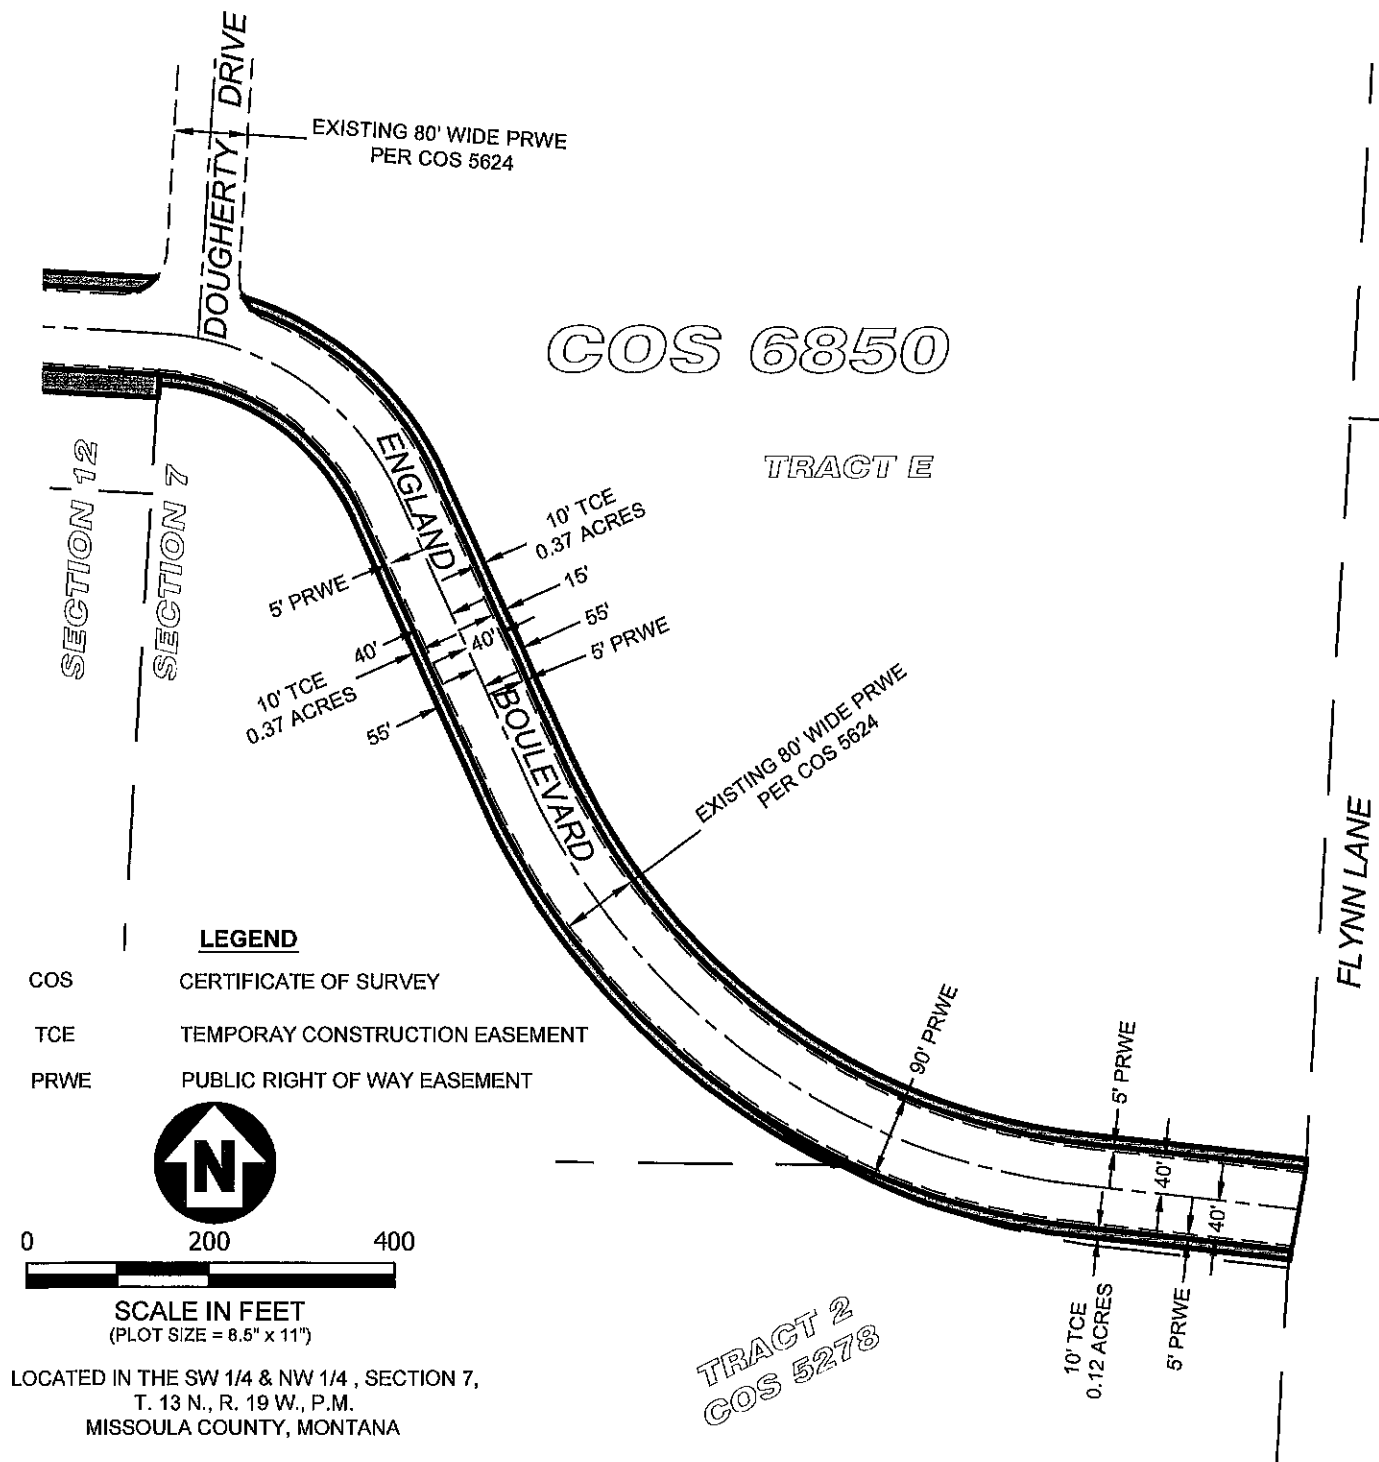 DOUGHERTY DRIVE
EXISTING 80' WIDE PRWE
PER COS 5624
COS 6850
TRACT E
SECTION 12
SECTION 7
ENGLAND
BOULEVARD
10' TCE
0.37 ACRES
15'
55'
5' PRWE
5' PRWE
40'
40'
10' TCE
0.37 ACRES
55'
EXISTING 80' WIDE PRWE
PER COS 5624
FLYNN LANE
LEGEND
COS CERTIFICATE OF SURVEY
TCE TEMPORAY CONSTRUCTION EASEMENT
PRWE PUBLIC RIGHT OF WAY EASEMENT
90' PRWE
5' PRWE
40'
40'
10' TCE
0.12 ACRES
5' PRWE
N
0 200 400
SCALE IN FEET
(PLOT SIZE = 8.5" x 11")
TRACT 2
COS 5278
LOCATED IN THE SW 1/4 & NW 1/4 , SECTION 7,
T. 13 N., R. 19 W., P.M.
MISSOULA COUNTY, MONTANA